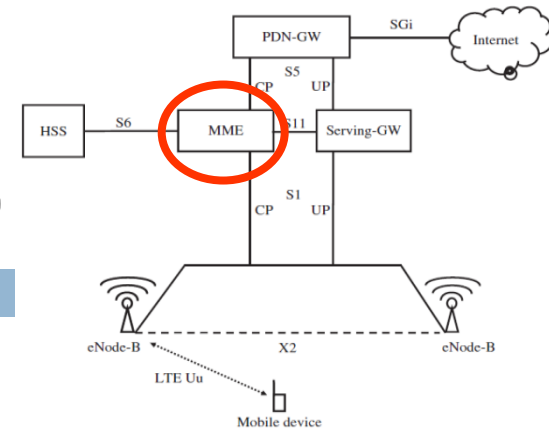 SGi
PDN-GW
Internet
S5
CP
UP
S6
S11
HSS
MME
Serving-GW
S1
CP
UP
eNode-B
X2
eNode-B
LTE Uu
Mobile device